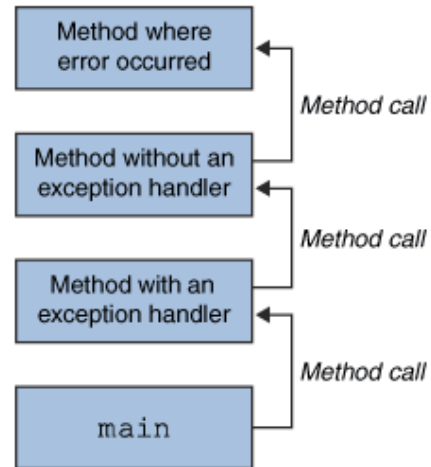 Method where
error occurred
Method call
Method without an
exception handler
Method call
Method with an
exception handler
Method call
main